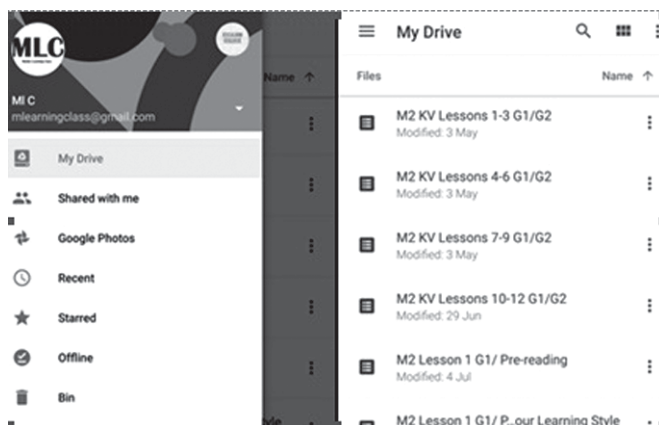 MLC
Name ↑
Ml C
mlearningclass@gmail.com
My Drive
Shared with me
Google Photos
Recent
Starred
Offline
Bin
My Drive
Files
Name ↑
M2 KV Lessons 1-3 G1/G2
Modified: 3 May
M2 KV Lessons 4-6 G1/G2
Modified: 3 May
M2 KV Lessons 7-9 G1/G2
Modified: 3 May
M2 KV Lessons 10-12 G1/G2
Modified: 29 Jun
M2 Lesson 1 G1/ Pre-reading
Modified: 4 Jul
M2 Lesson 1 G1/ P...our Learning Style